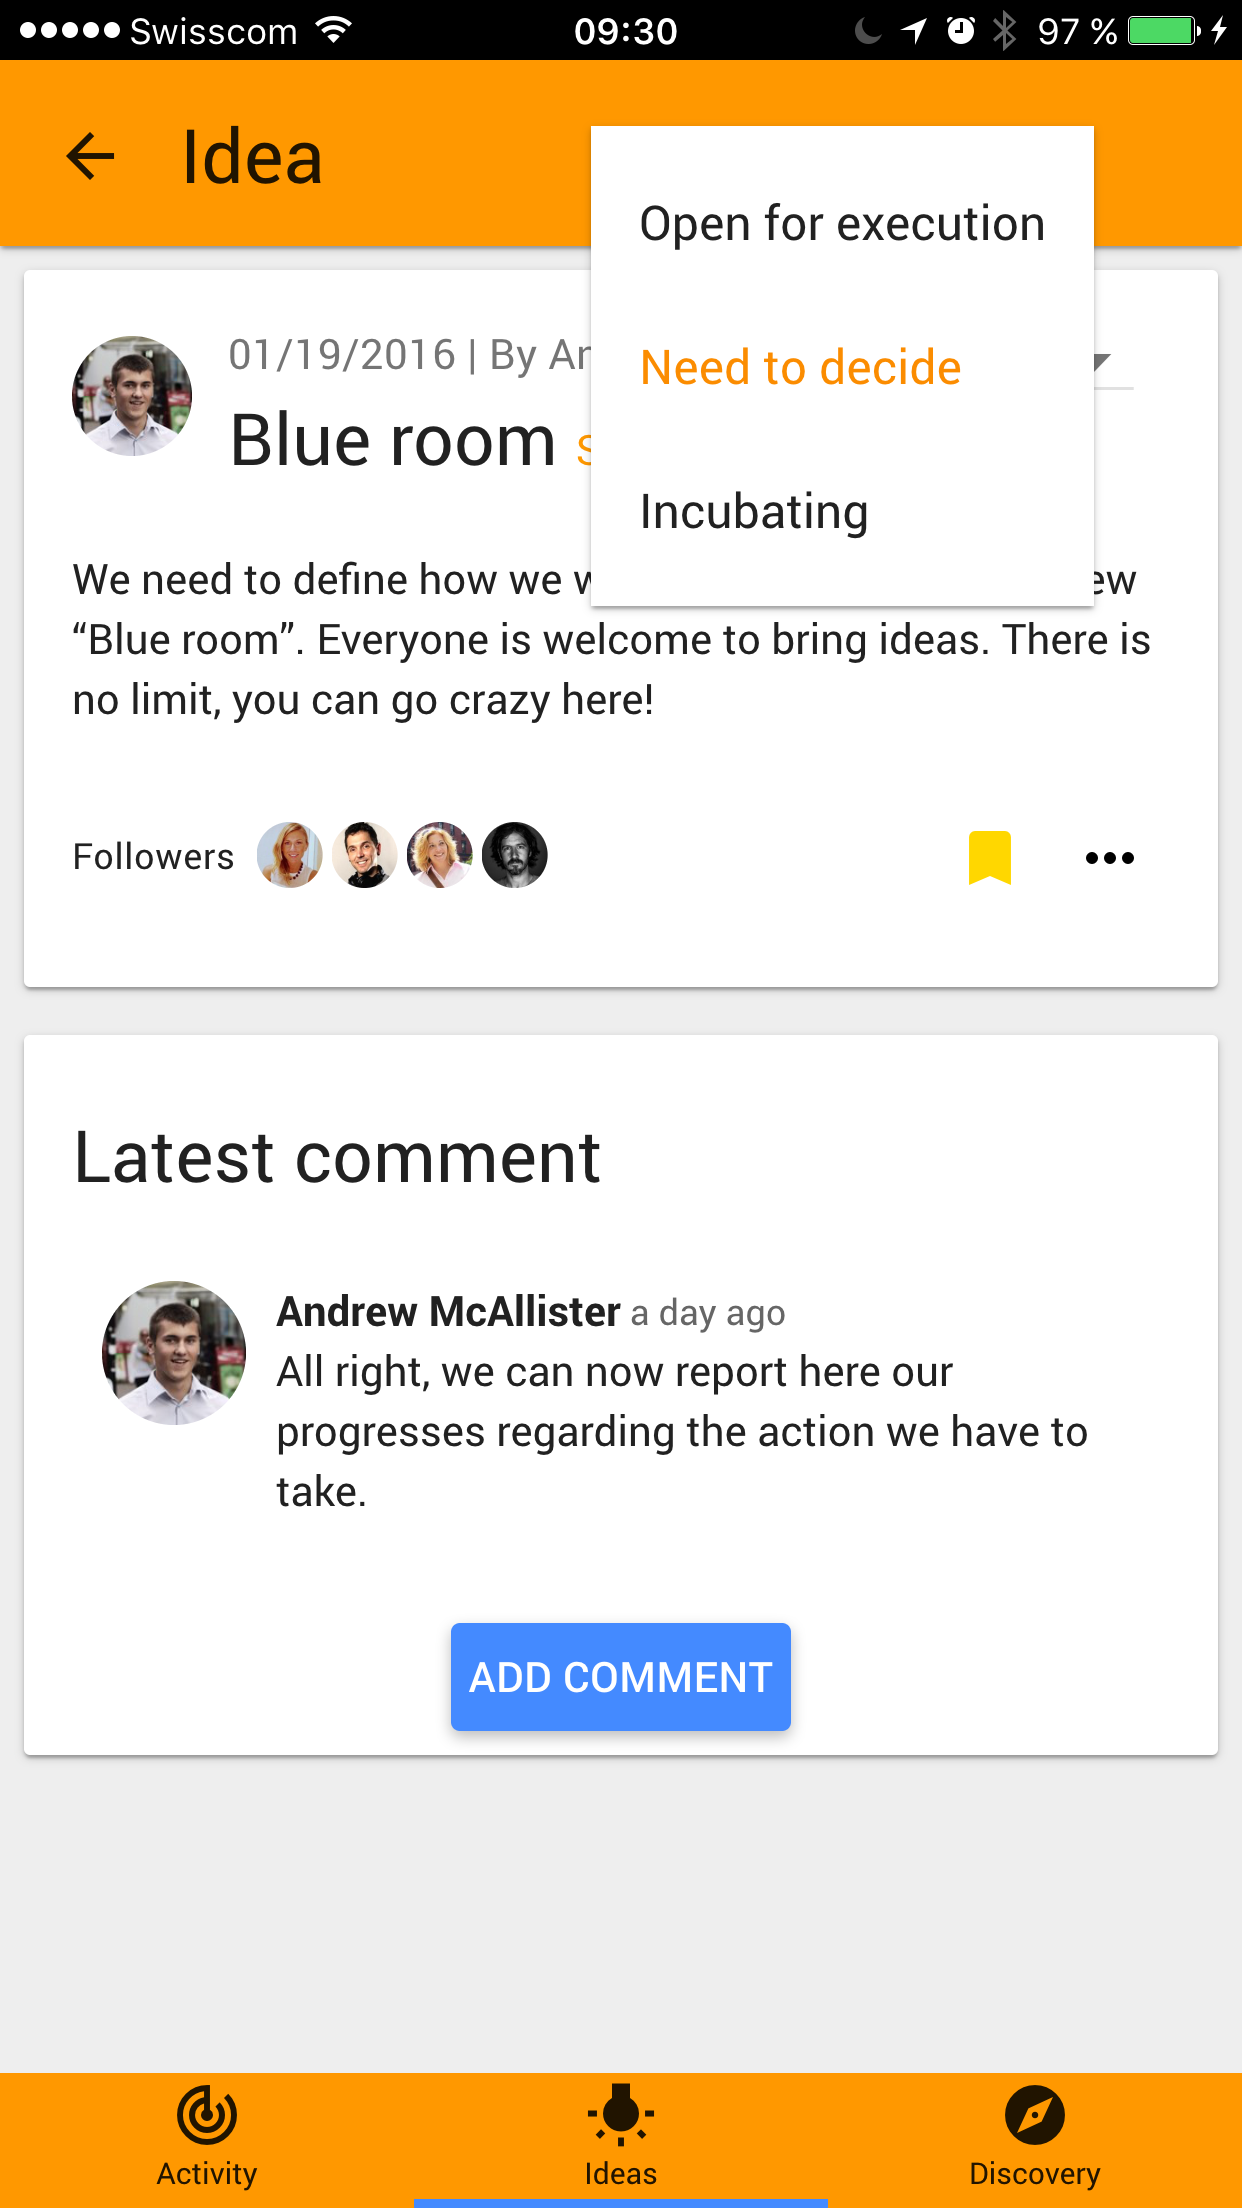 Swisscom 09:30 97 %
Idea
Open for execution
Need to decide
Incubating
01/19/2016 | By
Blue room
We need to define how we
“Blue room”. Everyone is welcome to bring ideas. There is
no limit, you can go crazy here!
Followers
Latest comment
Andrew McAllister a day ago
All right, we can now report here our
progresses regarding the action we have to
take.
ADD COMMENT
Activity Ideas Discovery